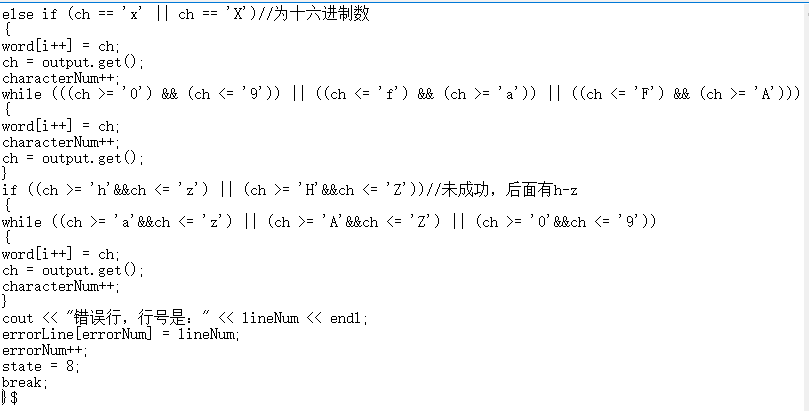 else if (ch == 'x' || ch == 'X')//为十六进制数
{
word[i++] = ch;
ch = output.get();
characterNum++;
while (((ch >= '0') && (ch <= '9')) || ((ch <= 'f') && (ch >= 'a')) || ((ch <= 'F') && (ch >= 'A')))
{
word[i++] = ch;
characterNum++;
ch = output.get();
}
if ((ch >= 'h'&&ch <= 'z') || (ch >= 'H'&&ch <= 'Z'))//未成功，后面有h-z
{
while ((ch >= 'a'&&ch <= 'z') || (ch >= 'A'&&ch <= 'Z') || (ch >= '0'&&ch <= '9'))
{
word[i++] = ch;
ch = output.get();
characterNum++;
}
cout << "错误行，行号是：" << lineNum << endl;
errorLine[errorNum] = lineNum;
errorNum++;
state = 8;
break;
}$